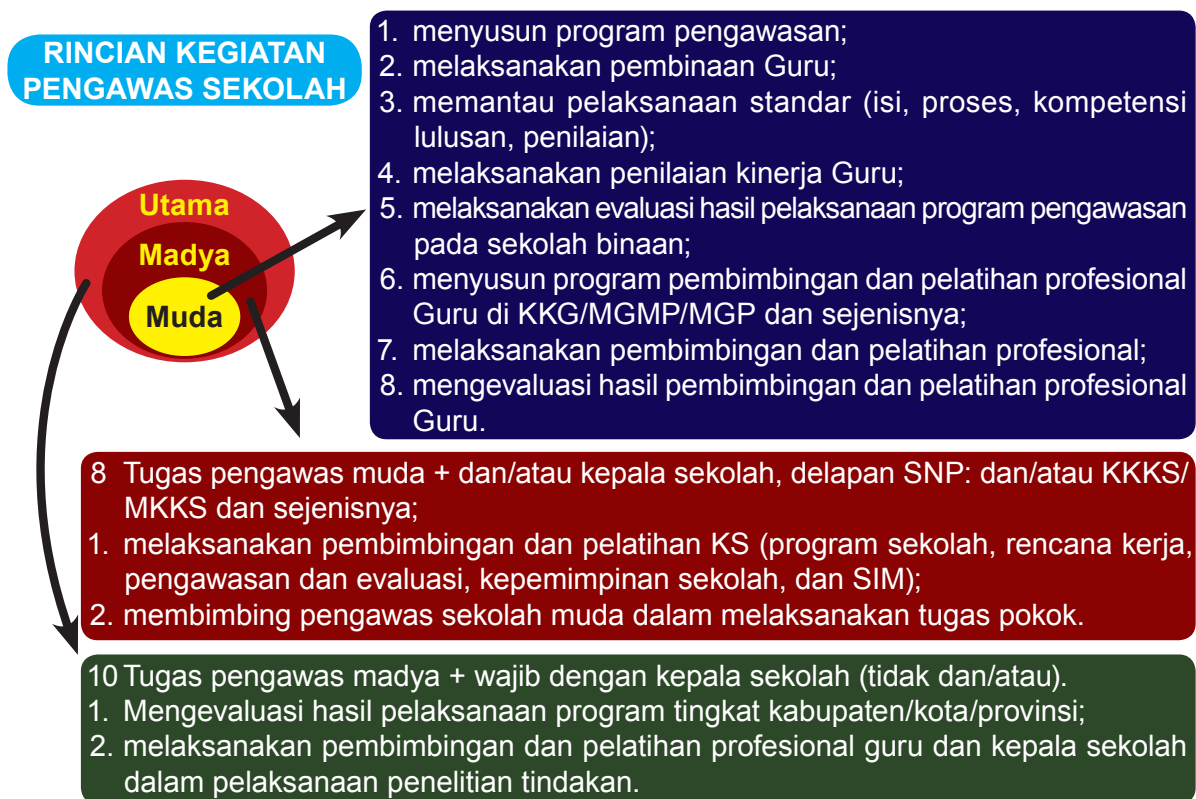 RINCIAN KEGIATAN
PENGAWAS SEKOLAH
1. menyusun program pengawasan;
2. melaksanakan pembinaan Guru;
3. memantau pelaksanaan standar (isi, proses, kompetensi
lulusan, penilaian);
4. melaksanakan penilaian kinerja Guru;
5. melaksanakan evaluasi hasil pelaksanaan program pengawasan
pada sekolah binaan;
6. menyusun program pembimbingan dan pelatihan profesional
Guru di KKG/MGMP/MGP dan sejenisnya;
7. melaksanakan pembimbingan dan pelatihan profesional;
8. mengevaluasi hasil pembimbingan dan pelatihan profesional
Guru.
Utama
Madya
Muda
8 Tugas pengawas muda + dan/atau kepala sekolah, delapan SNP: dan/atau KKKS/
MKKS dan sejenisnya;
1. melaksanakan pembimbingan dan pelatihan KS (program sekolah, rencana kerja,
pengawasan dan evaluasi, kepemimpinan sekolah, dan SIM);
2. membimbing pengawas sekolah muda dalam melaksanakan tugas pokok.
10 Tugas pengawas madya + wajib dengan kepala sekolah (tidak dan/atau).
1. Mengevaluasi hasil pelaksanaan program tingkat kabupaten/kota/provinsi;
2. melaksanakan pembimbingan dan pelatihan profesional guru dan kepala sekolah
dalam pelaksanaan penelitian tindakan.